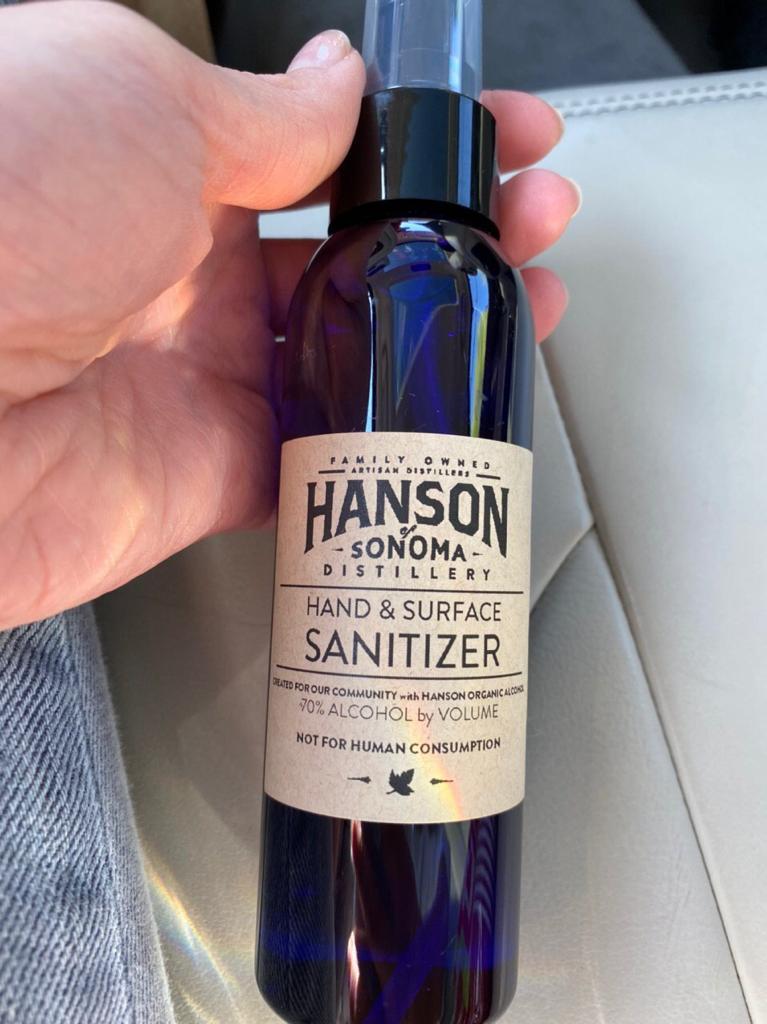 FAMILY OWNED
ARTISAN DISTILLERS
HANSON
of
SONOMA
DISTILLERY
HAND & SURFACE
SANITIZER
CREATED FOR OUR COMMUNITY with HANSON ORGANIC ALCOHOL
70% ALCOHOL by VOLUME
NOT FOR HUMAN CONSUMPTION